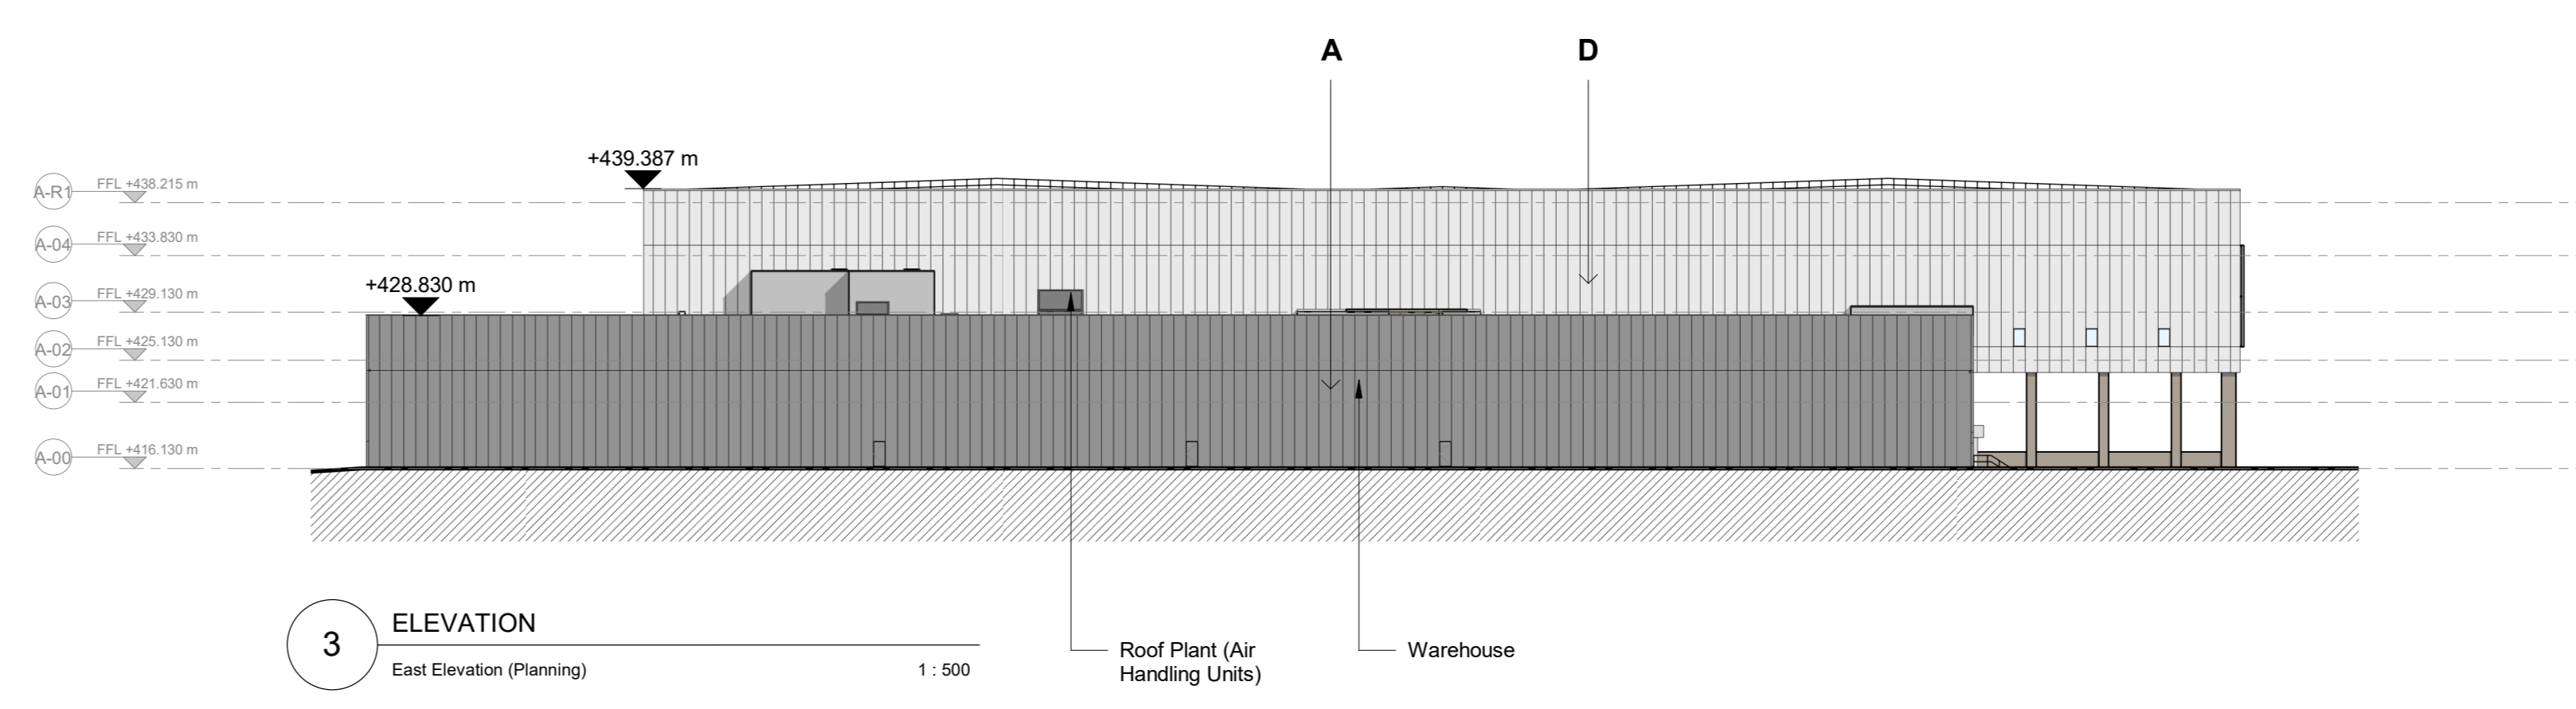 A
D
+439.387 m
A-R1 FFL +438.215 m
A-04 FFL +433.830 m
+428.830 m
A-03 FFL +429.130 m
A-02 FFL +425.130 m
A-01 FFL +421.630 m
A-00 FFL +416.130 m
3
ELEVATION
East Elevation (Planning) 1 : 500
Roof Plant (Air
Handling Units)
Warehouse